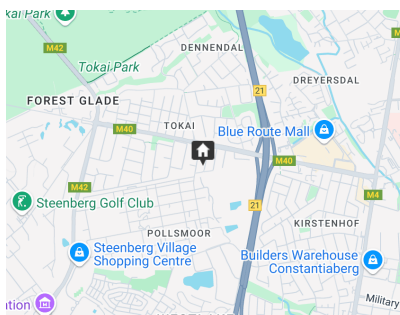 kai Park
M42
Tokai Park
DENNENDAL
DREYERSDAL
21
FOREST GLADE
TOKAI
M40
Blue Route Mall
M40
M42
M4
Steenberg Golf Club
21
POLLSMOOR
KIRSTENHOF
Steenberg Village
Shopping Centre
Builders Warehouse
Constantiaberg
Military